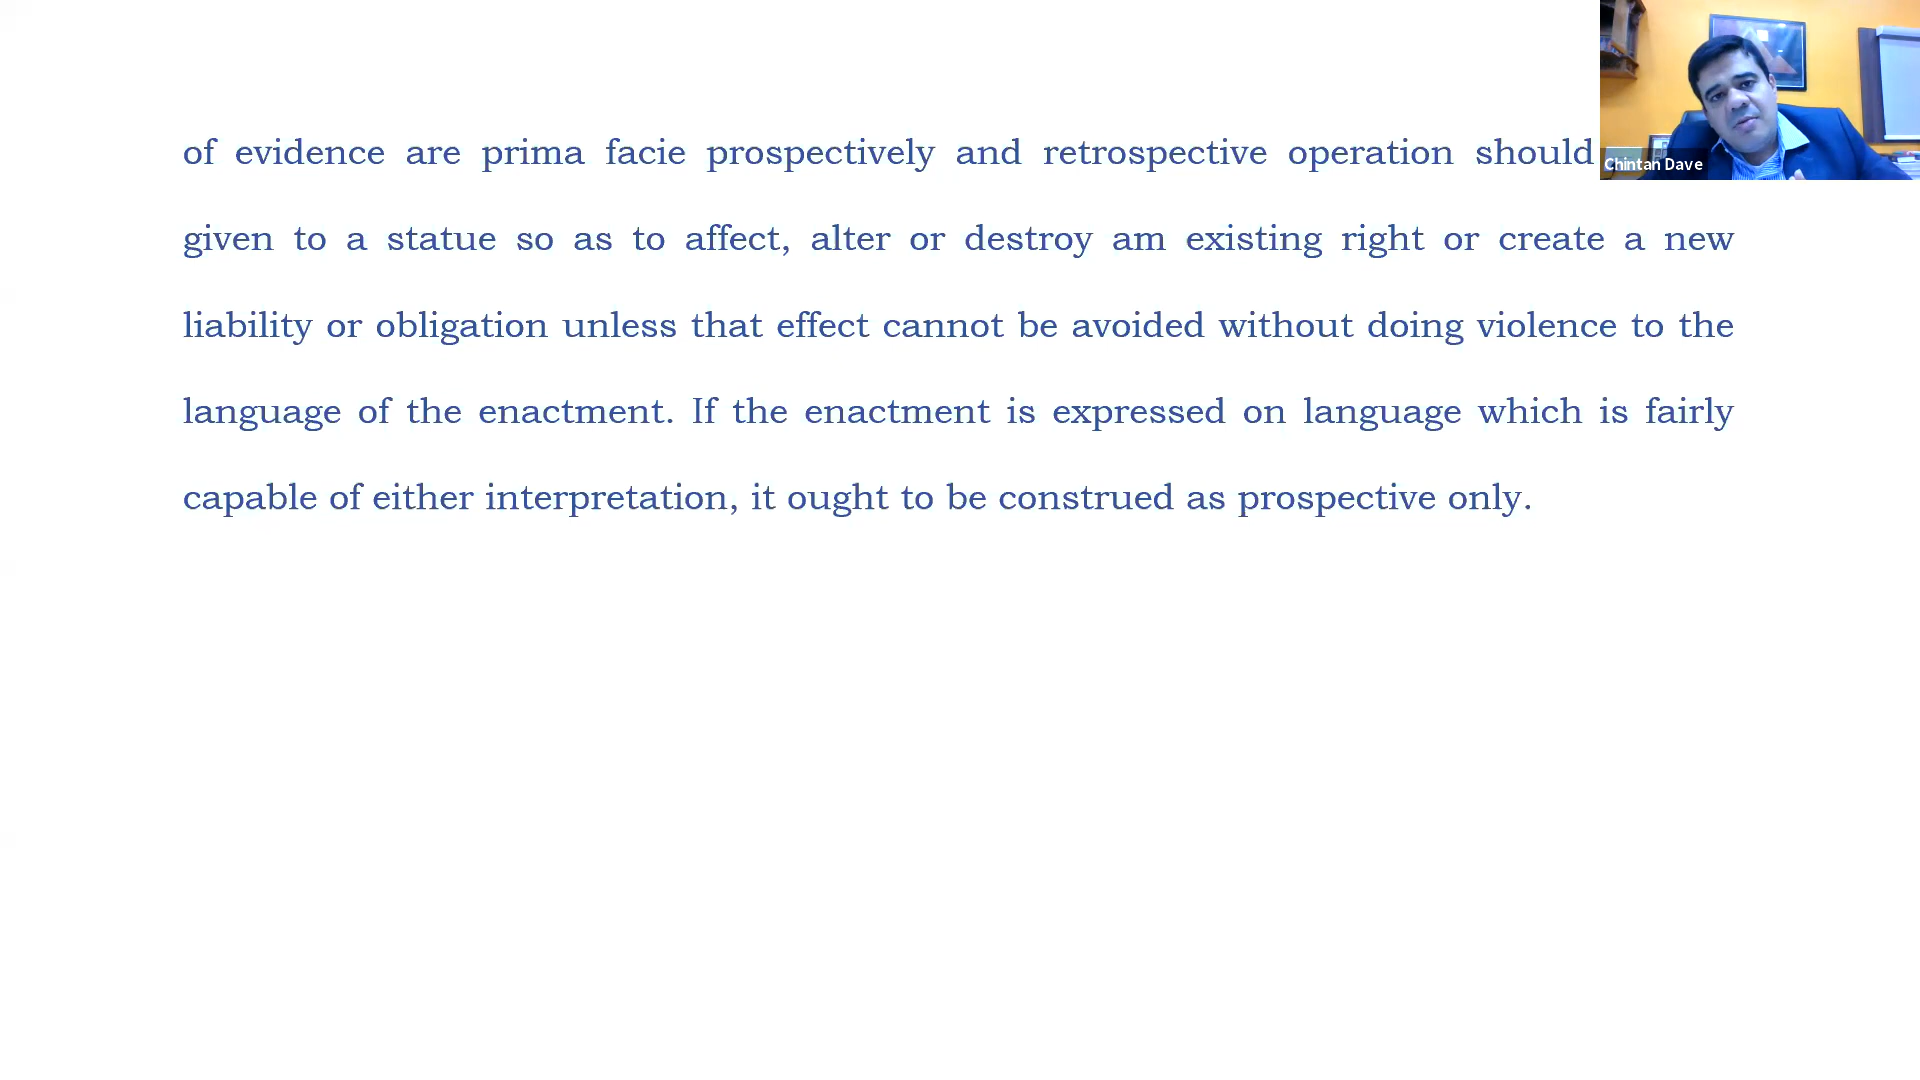 of evidence are prima facie prospectively and retrospective operation should
given to a statue so as to affect, alter or destroy am existing right or create a new
liability or obligation unless that effect cannot be avoided without doing violence to the
language of the enactment. If the enactment is expressed on language which is fairly
capable of either interpretation, it ought to be construed as prospective only.
Chintan Dave